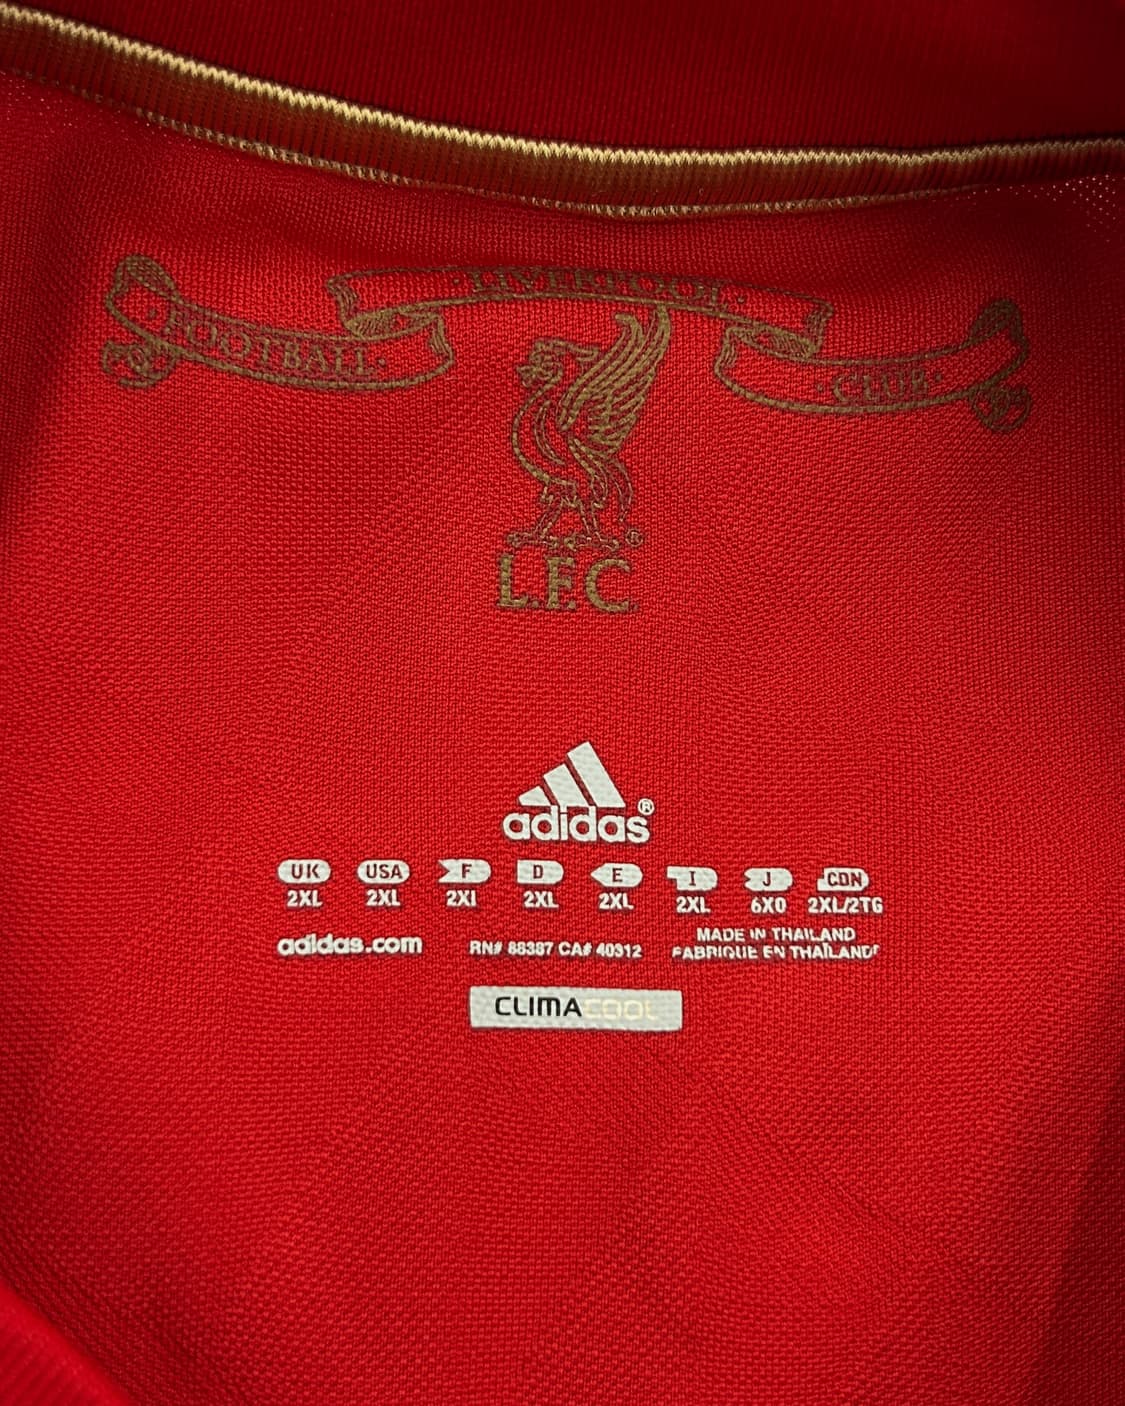 · LIVERPOOL ·
· FOOTBALL ·
· CLUB ·
®
L.F.C.
adidas®
UK USA F D E I J CDN
2XL 2XL 2XL 2XL 2XL 2XL 6XO 2XL/2TG
adidas.com RN# 88387 CA# 40312 MADE IN THAILAND
FABRIQUE EN THAÏLANDE
CLIMACOOL